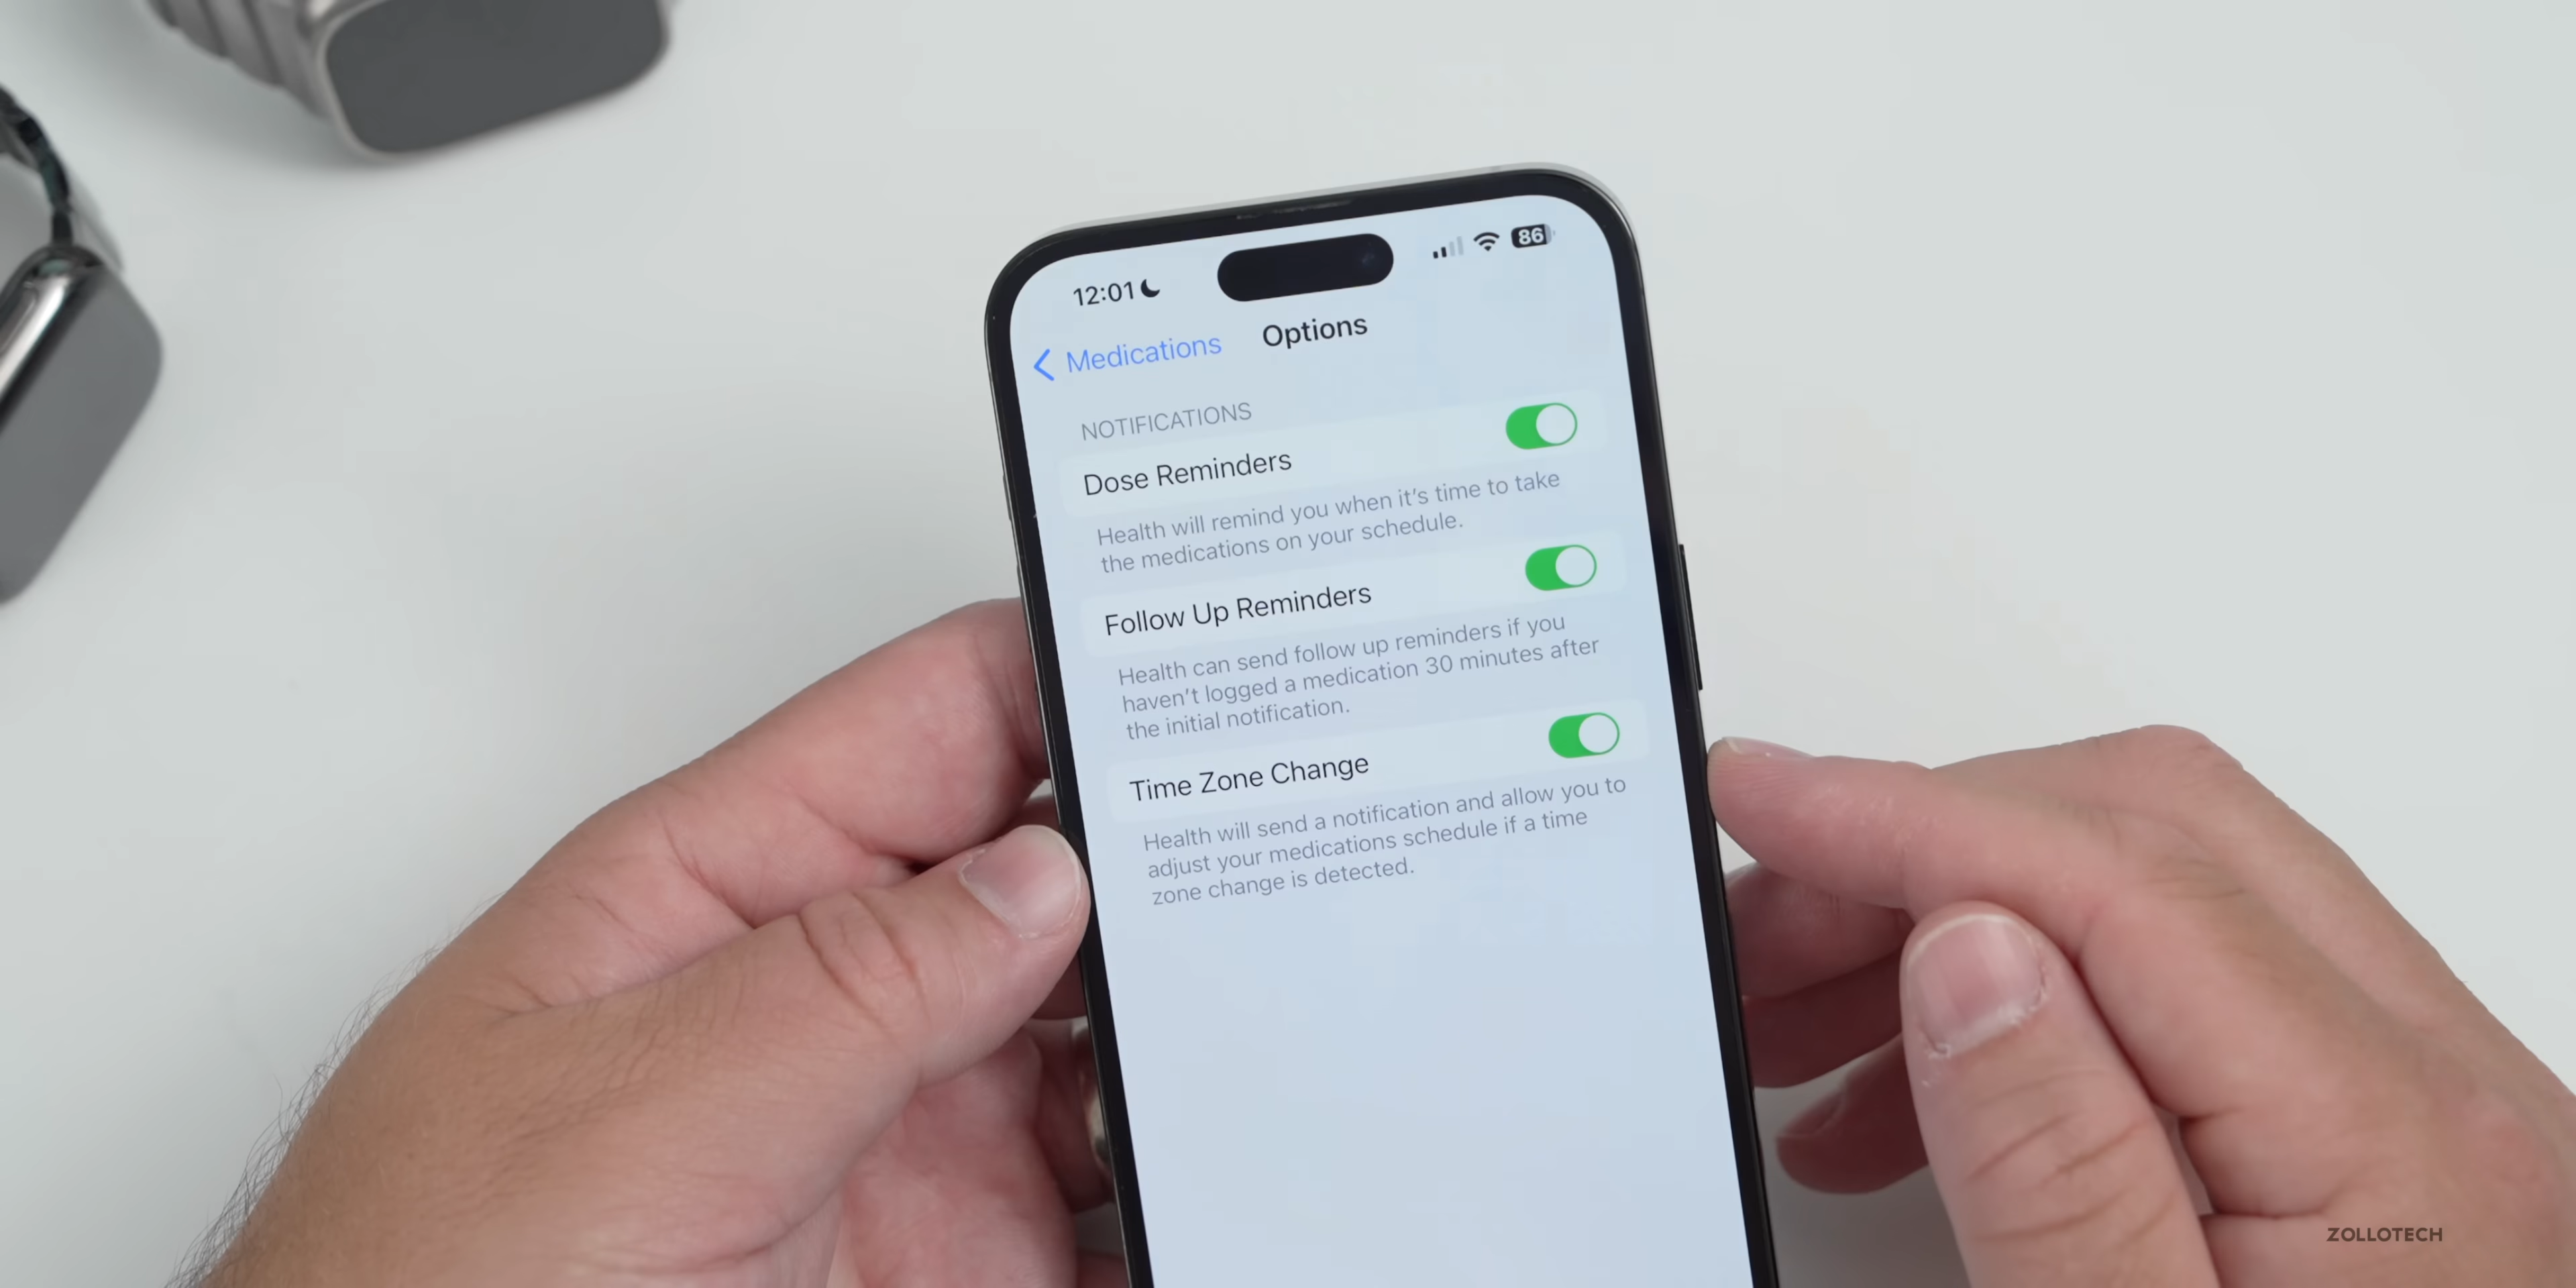 12:01
86
Medications
Options
NOTIFICATIONS
Dose Reminders
Health will remind you when it's time to take
the medications on your schedule.
Follow Up Reminders
Health can send follow up reminders if you
haven't logged a medication 30 minutes after
the initial notification.
Time Zone Change
Health will send a notification and allow you to
adjust your medications schedule if a time
zone change is detected.
ZOLLOTECH